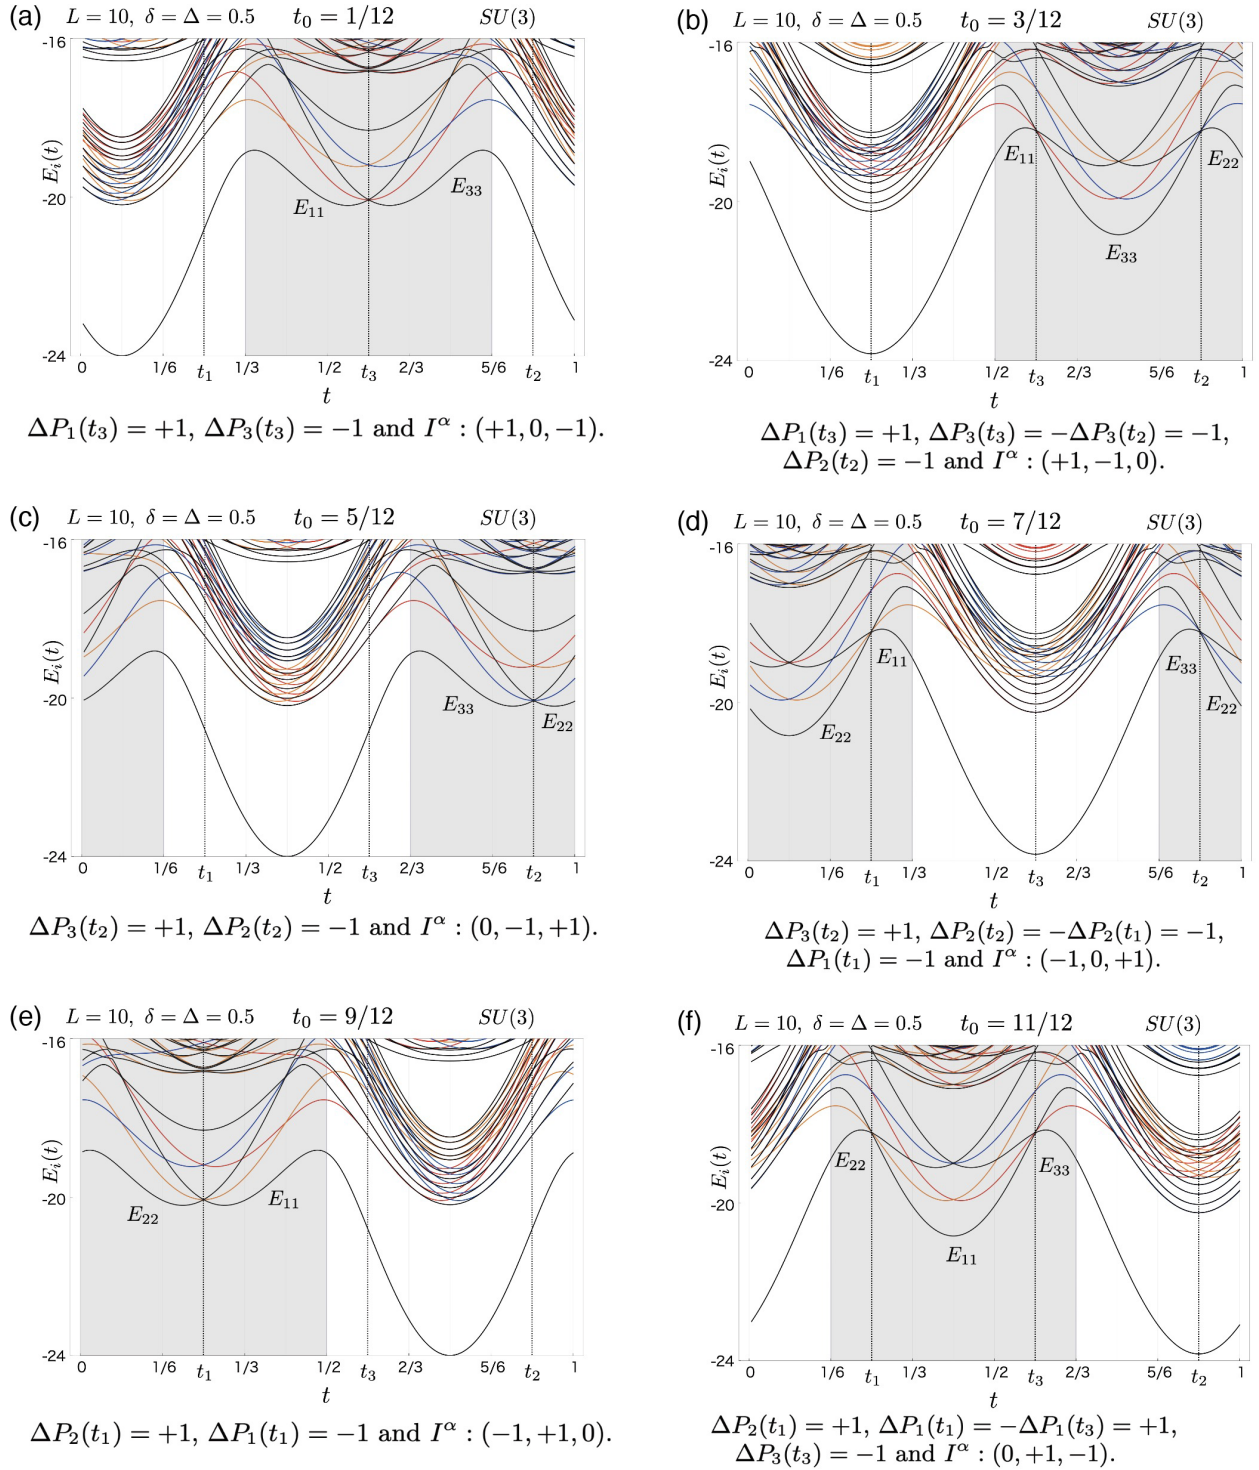 (a) L = 10, δ = Δ = 0.5 t₀ = 1/12 SU(3)
-16
-20
-24
E_i(t)
E₁₁
E₃₃
0 1/6 t₁ 1/3 1/2 t₃ 2/3 5/6 t₂ 1
t
ΔP₁(t₃) = +1, ΔP₃(t₃) = −1 and I^α : (+1, 0, −1).
(b) L = 10, δ = Δ = 0.5 t₀ = 3/12 SU(3)
-16
-20
-24
E_i(t)
E₁₁
E₂₂
E₃₃
0 1/6 t₁ 1/3 1/2 t₃ 2/3 5/6 t₂ 1
t
ΔP₁(t₃) = +1, ΔP₃(t₃) = −ΔP₃(t₂) = −1,
ΔP₂(t₂) = −1 and I^α : (+1, −1, 0).
(c) L = 10, δ = Δ = 0.5 t₀ = 5/12 SU(3)
-16
-20
-24
E_i(t)
E₃₃
E₂₂
0 1/6 t₁ 1/3 1/2 t₃ 2/3 5/6 t₂ 1
t
ΔP₃(t₂) = +1, ΔP₂(t₂) = −1 and I^α : (0, −1, +1).
(d) L = 10, δ = Δ = 0.5 t₀ = 7/12 SU(3)
-16
-20
-24
E_i(t)
E₁₁
E₃₃
E₂₂
E₂₂
0 1/6 t₁ 1/3 1/2 t₃ 2/3 5/6 t₂ 1
t
ΔP₃(t₂) = +1, ΔP₂(t₂) = −ΔP₂(t₁) = −1,
ΔP₁(t₁) = −1 and I^α : (−1, 0, +1).
(e) L = 10, δ = Δ = 0.5 t₀ = 9/12 SU(3)
-16
-20
-24
E_i(t)
E₂₂
E₁₁
0 1/6 t₁ 1/3 1/2 t₃ 2/3 5/6 t₂ 1
t
ΔP₂(t₁) = +1, ΔP₁(t₁) = −1 and I^α : (−1, +1, 0).
(f) L = 10, δ = Δ = 0.5 t₀ = 11/12 SU(3)
-16
-20
-24
E_i(t)
E₂₂
E₃₃
E₁₁
0 1/6 t₁ 1/3 1/2 t₃ 2/3 5/6 t₂ 1
t
ΔP₂(t₁) = +1, ΔP₁(t₁) = −ΔP₁(t₃) = +1,
ΔP₃(t₃) = −1 and I^α : (0, +1, −1).